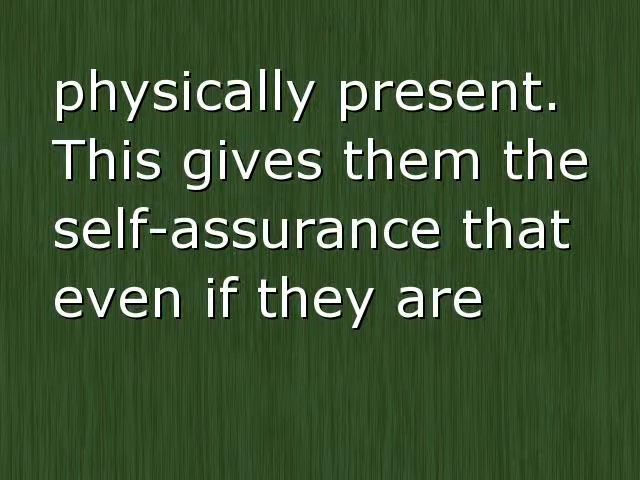 physically present.
This gives them the
self-assurance that
even if they are